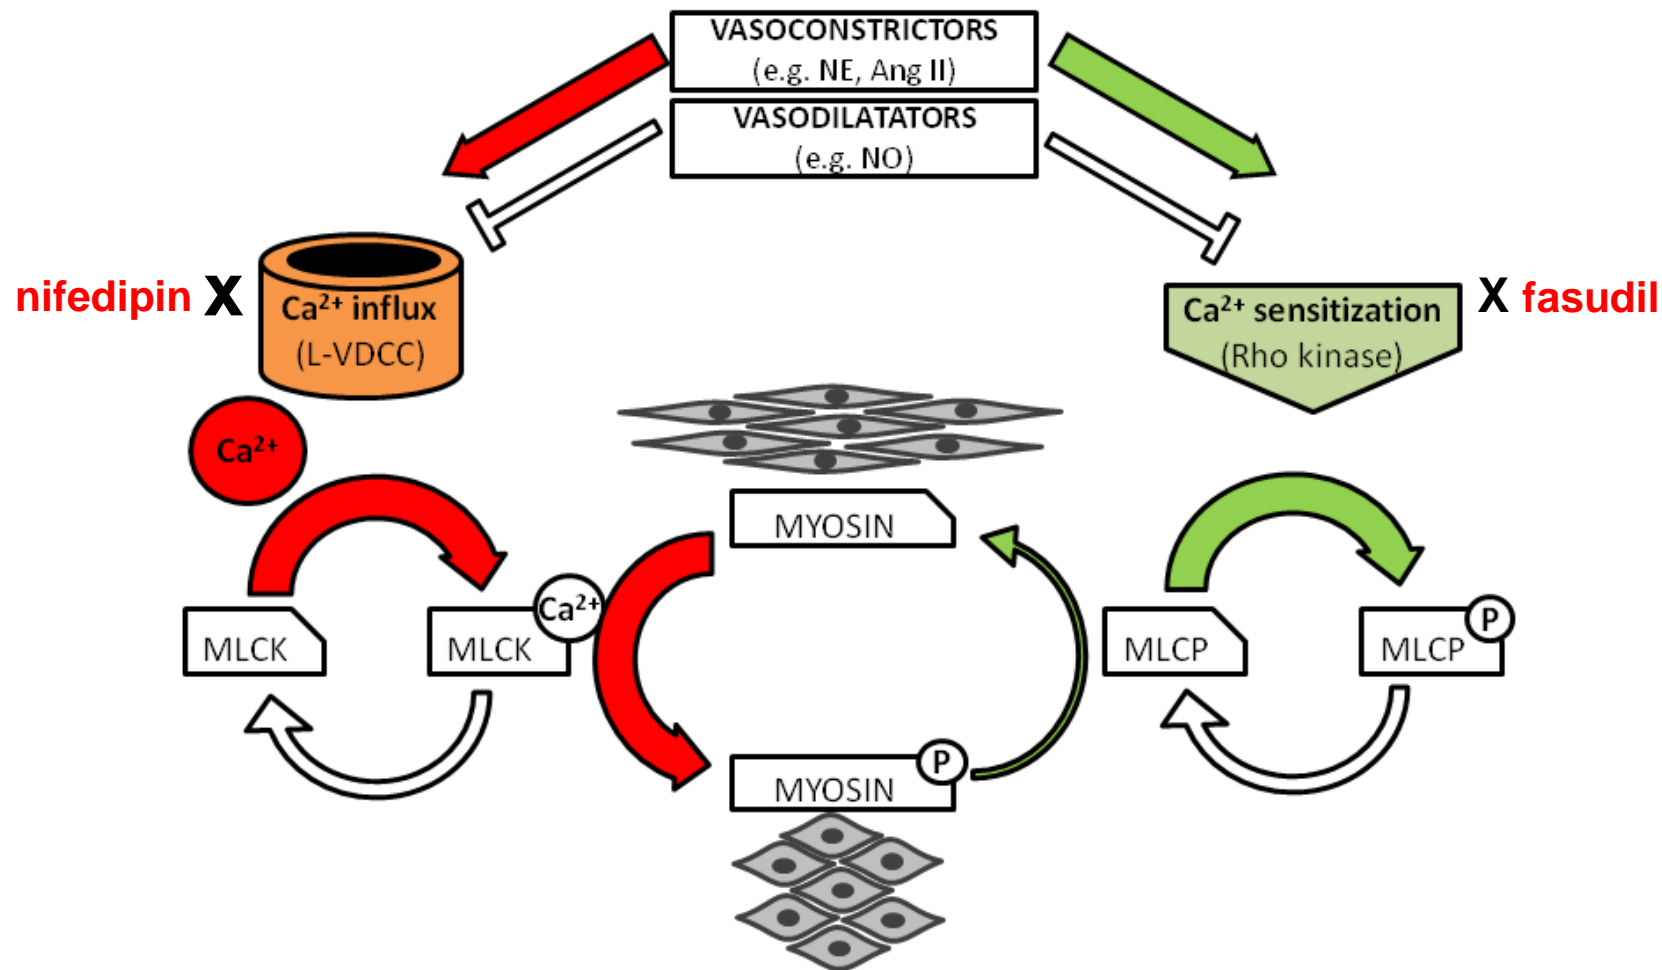 VASOCONSTRICTORS
(e.g. NE, Ang II)
VASODILATATORS
(e.g. NO)
nifedipin X
Ca²⁺ influx
(L-VDCC)
Ca²⁺ sensitization
(Rho kinase)
X fasudil
Ca²⁺
MYOSIN
MLCK
MLCK
Ca²⁺
MLCP
MLCP
P
MYOSIN
P